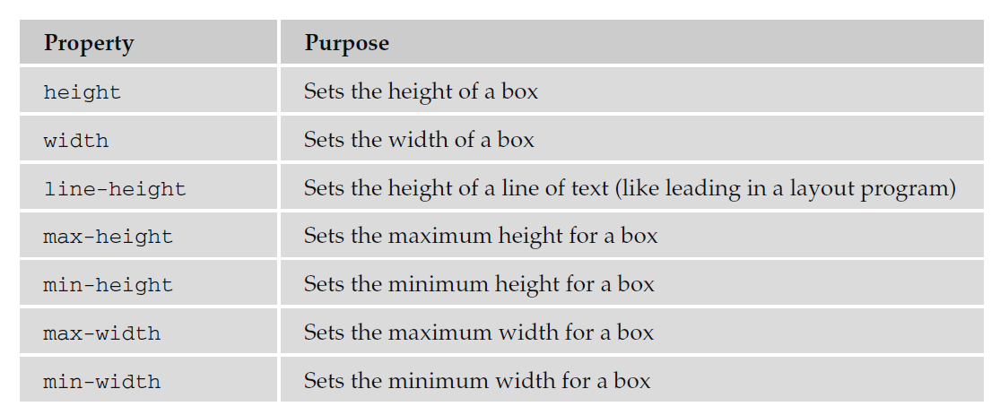 Property Purpose
height Sets the height of a box
width Sets the width of a box
line-height Sets the height of a line of text (like leading in a layout program)
max-height Sets the maximum height for a box
min-height Sets the minimum height for a box
max-width Sets the maximum width for a box
min-width Sets the minimum width for a box